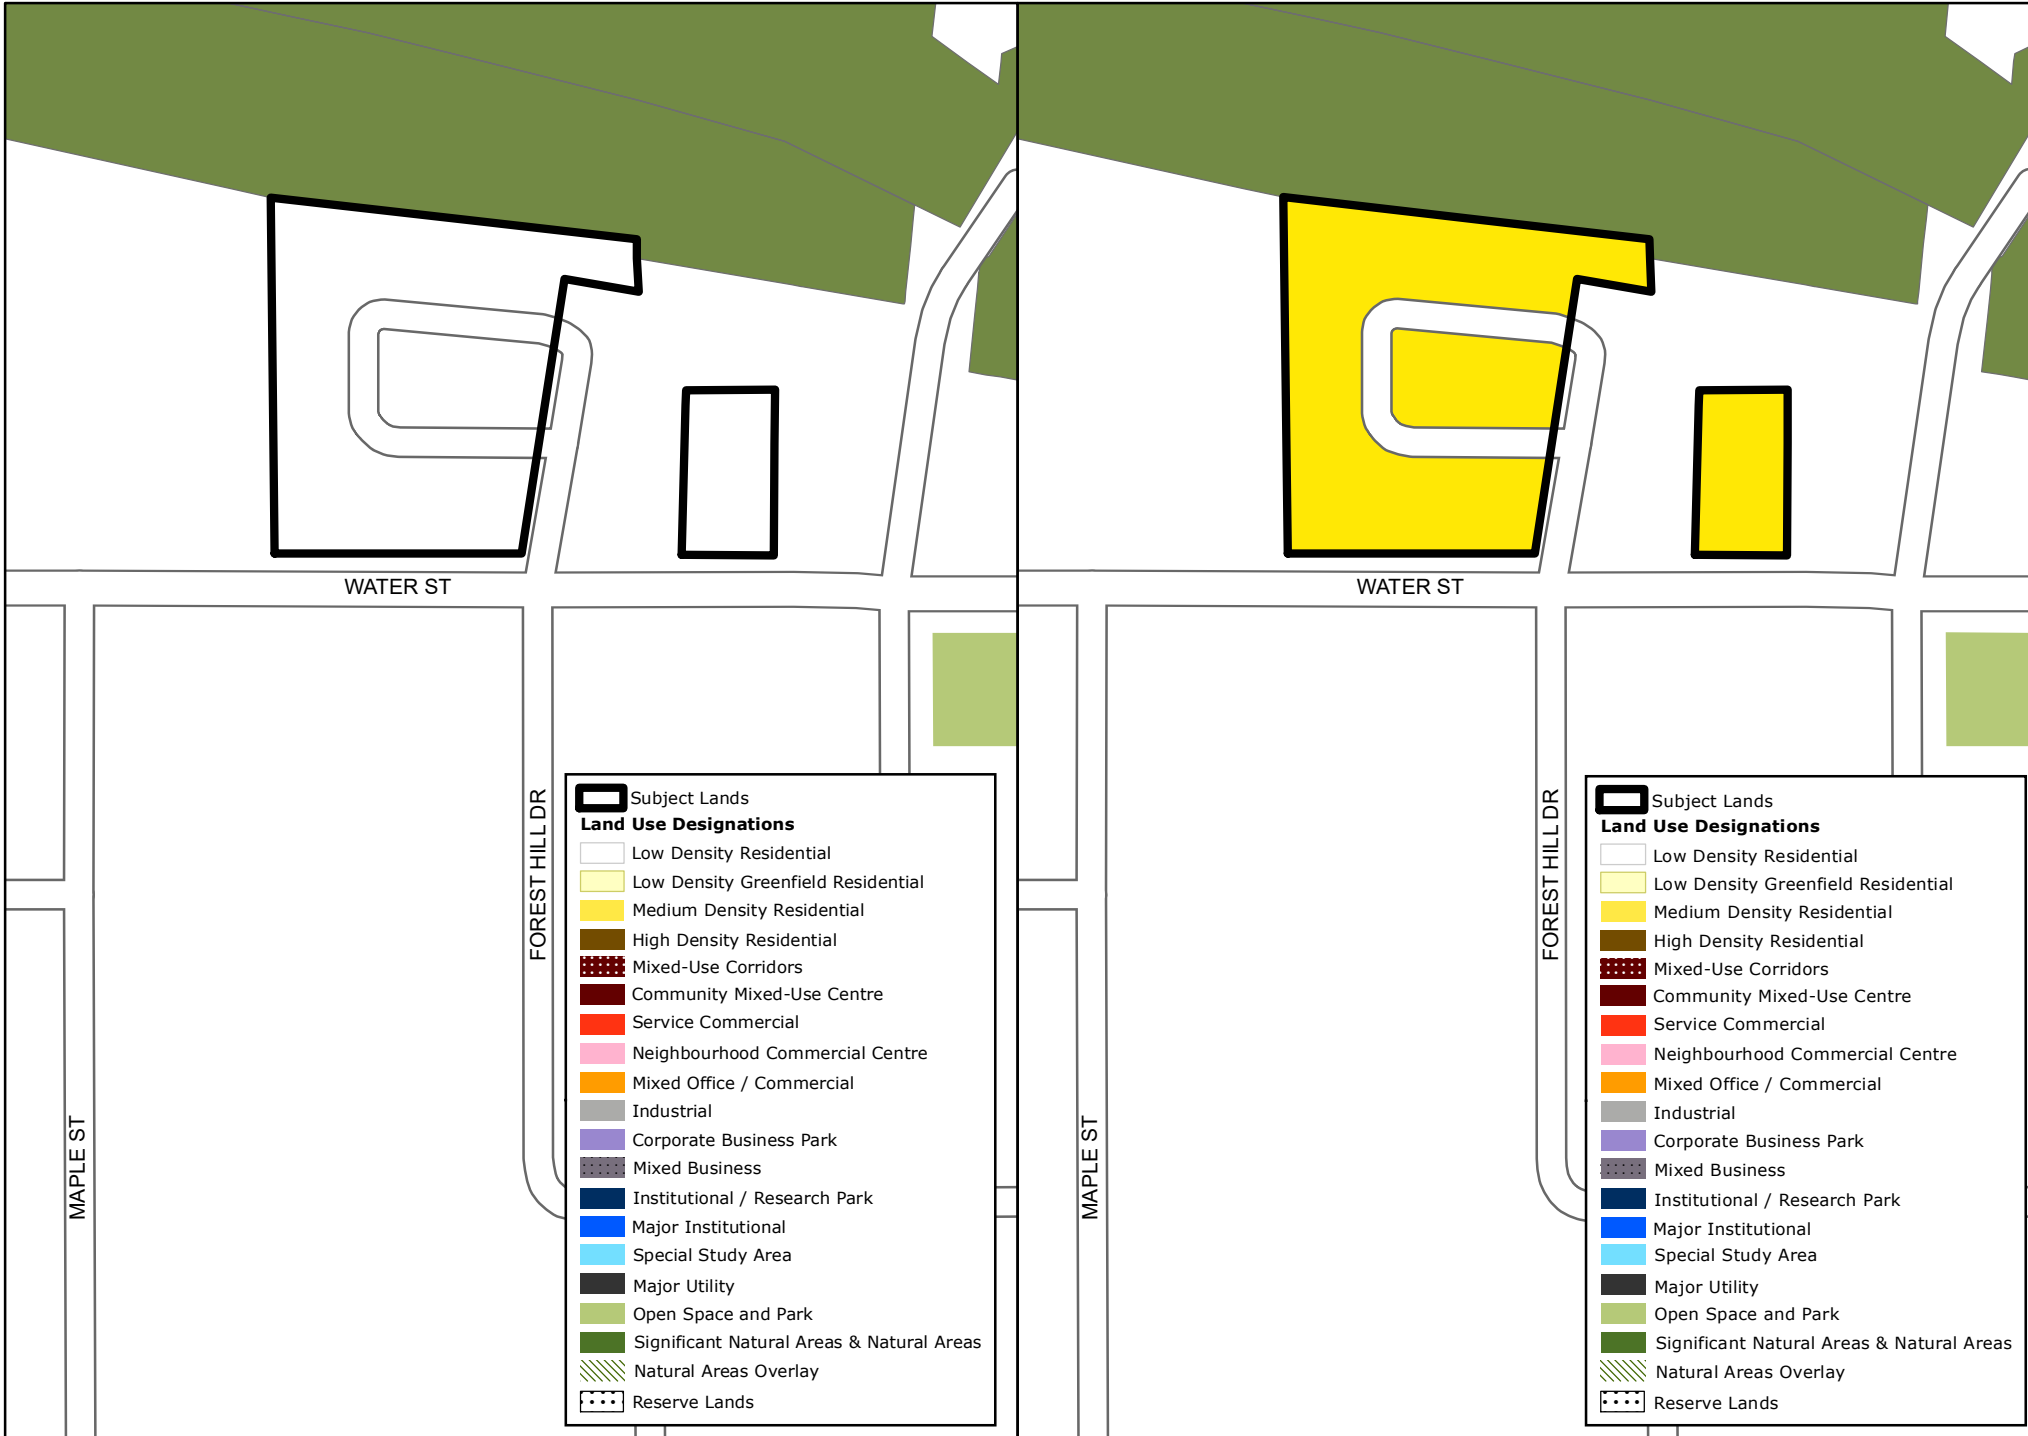 WATER ST
FOREST HILL DR
MAPLE ST
Subject Lands
Land Use Designations
Low Density Residential
Low Density Greenfield Residential
Medium Density Residential
High Density Residential
Mixed-Use Corridors
Community Mixed-Use Centre
Service Commercial
Neighbourhood Commercial Centre
Mixed Office / Commercial
Industrial
Corporate Business Park
Mixed Business
Institutional / Research Park
Major Institutional
Special Study Area
Major Utility
Open Space and Park
Significant Natural Areas & Natural Areas
Natural Areas Overlay
Reserve Lands
WATER ST
FOREST HILL DR
MAPLE ST
Subject Lands
Land Use Designations
Low Density Residential
Low Density Greenfield Residential
Medium Density Residential
High Density Residential
Mixed-Use Corridors
Community Mixed-Use Centre
Service Commercial
Neighbourhood Commercial Centre
Mixed Office / Commercial
Industrial
Corporate Business Park
Mixed Business
Institutional / Research Park
Major Institutional
Special Study Area
Major Utility
Open Space and Park
Significant Natural Areas & Natural Areas
Natural Areas Overlay
Reserve Lands